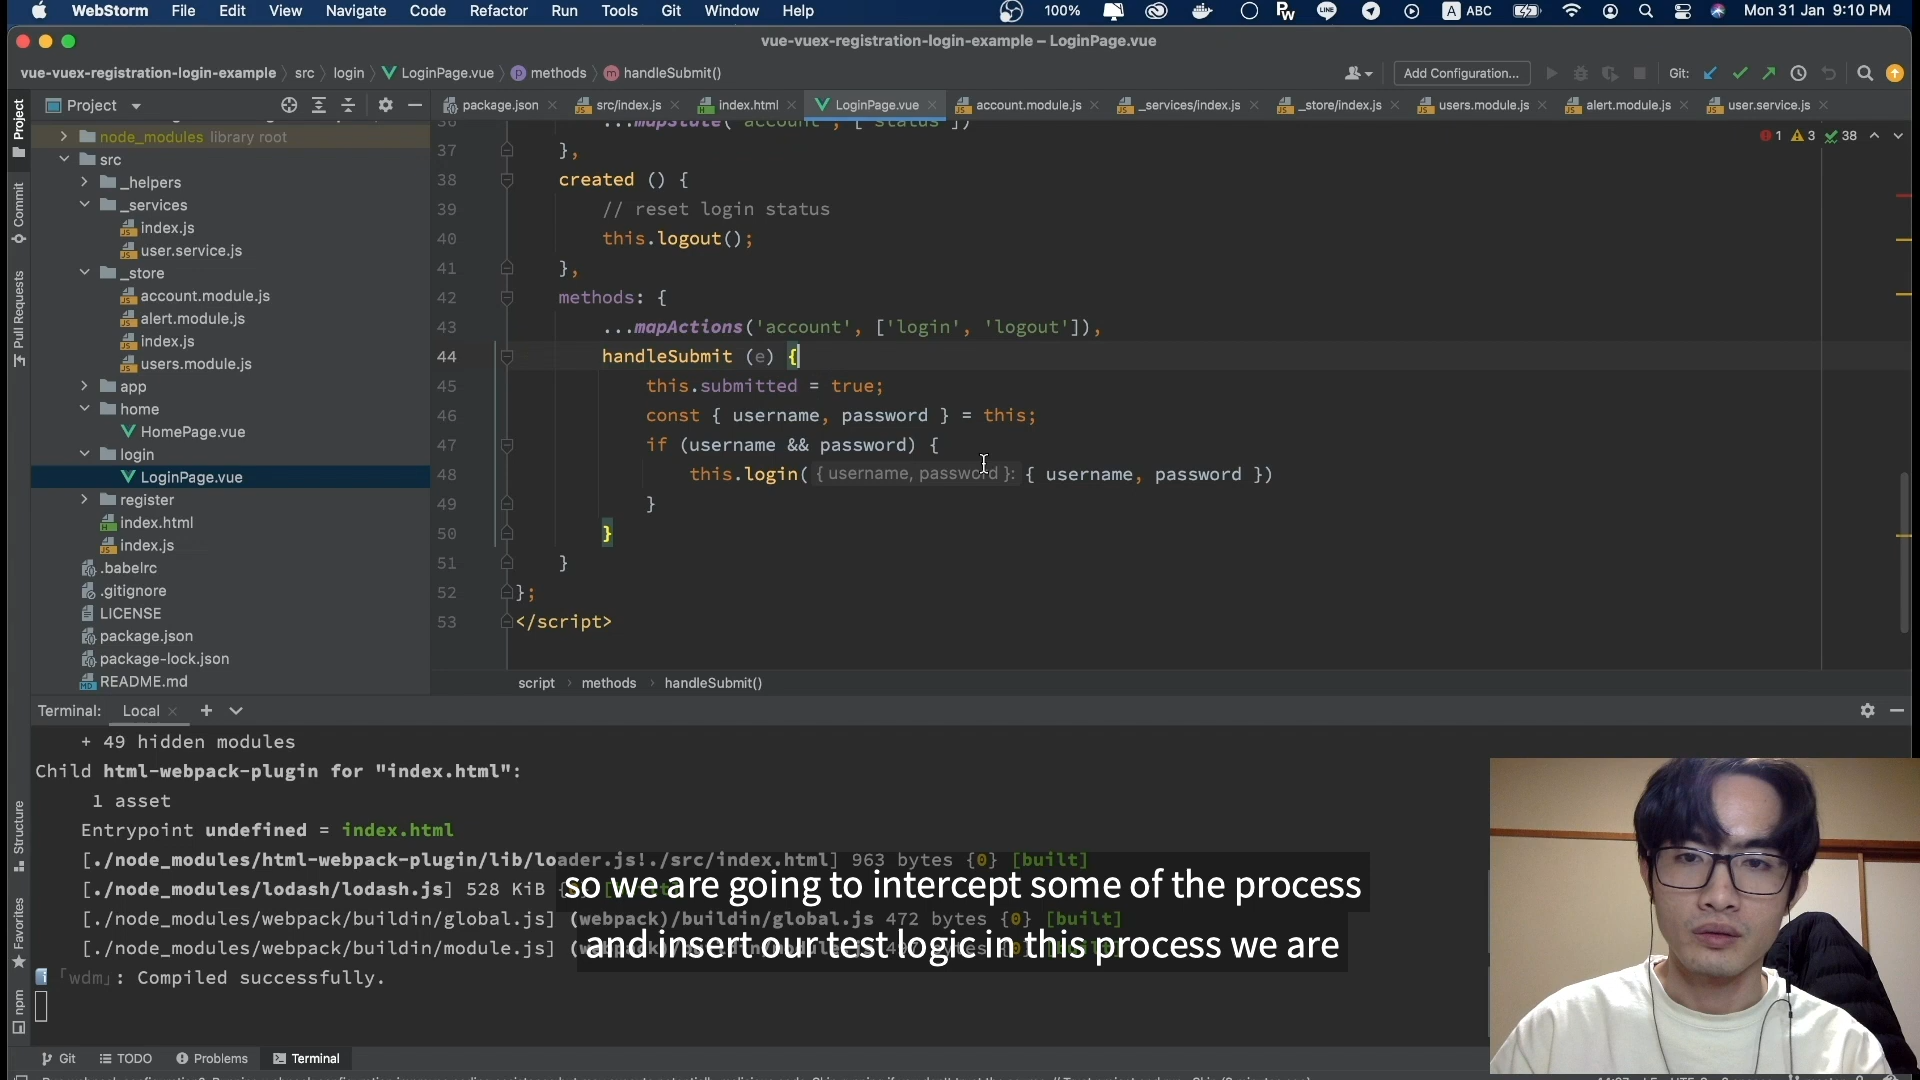 WebStorm File Edit View Navigate Code Refactor Run Tools Git Window Help 100% A ABC Mon 31 Jan 9:10 PM
vue-vuex-registration-login-example – LoginPage.vue
vue-vuex-registration-login-example src login LoginPage.vue methods handleSubmit() Add Configuration... Git:
Project package.json src/index.js index.html LoginPage.vue account.module.js _services/index.js _store/index.js users.module.js alert.module.js user.service.js
Project
Commit
Pull Requests
Structure
Favorites
npm
node_modules library root
src
_helpers
_services
index.js
user.service.js
_store
account.module.js
alert.module.js
index.js
users.module.js
app
home
HomePage.vue
login
LoginPage.vue
register
index.html
index.js
.babelrc
.gitignore
LICENSE
package.json
package-lock.json
README.md
1 3 38
36 ...mapState('account', ['status'])
37 },
38 created () {
39 // reset login status
40 this.logout();
41 },
42 methods: {
43 ...mapActions('account', ['login', 'logout']),
44 handleSubmit (e) {
45 this.submitted = true;
46 const { username, password } = this;
47 if (username && password) {
48 this.login( {username, password}: { username, password })
49 }
50 }
51 }
52 };
53 </script>
script methods handleSubmit()
Terminal: Local
+ 49 hidden modules
Child html-webpack-plugin for "index.html":
1 asset
Entrypoint undefined = index.html
[./node_modules/html-webpack-plugin/lib/loader.js!./src/index.html] 963 bytes {0} [built]
[./node_modules/lodash/lodash.js] 528 KiB
[./node_modules/webpack/buildin/global.js] (webpack)/buildin/global.js 472 bytes {0} [built]
[./node_modules/webpack/buildin/module.js]
「wdm」: Compiled successfully.
so we are going to intercept some of the process
and insert our test logic in this process we are
Git TODO Problems Terminal